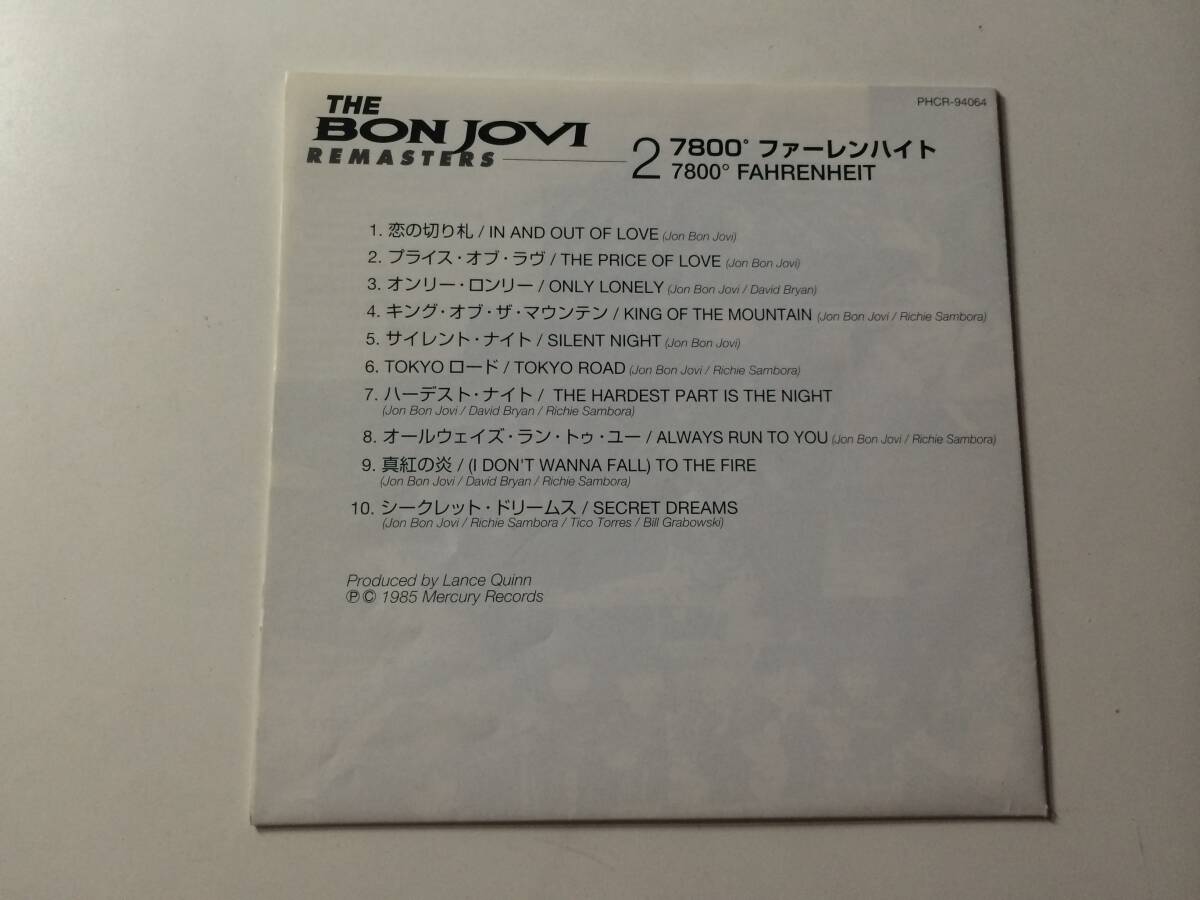 PHCR-94064
THE
BON JOVI
REMASTERS
2 7800° ファーレンハイト
7800° FAHRENHEIT
1. 恋の切り札 / IN AND OUT OF LOVE (Jon Bon Jovi)
2. プライス・オブ・ラヴ / THE PRICE OF LOVE (Jon Bon Jovi)
3. オンリー・ロンリー / ONLY LONELY (Jon Bon Jovi / David Bryan)
4. キング・オブ・ザ・マウンテン / KING OF THE MOUNTAIN (Jon Bon Jovi / Richie Sambora)
5. サイレント・ナイト / SILENT NIGHT (Jon Bon Jovi)
6. TOKYO ロード / TOKYO ROAD (Jon Bon Jovi / Richie Sambora)
7. ハーデスト・ナイト / THE HARDEST PART IS THE NIGHT
(Jon Bon Jovi / David Bryan / Richie Sambora)
8. オールウェイズ・ラン・トゥ・ユー / ALWAYS RUN TO YOU (Jon Bon Jovi / Richie Sambora)
9. 真紅の炎 / (I DON'T WANNA FALL) TO THE FIRE
(Jon Bon Jovi / David Bryan / Richie Sambora)
10. シークレット・ドリームス / SECRET DREAMS
(Jon Bon Jovi / Richie Sambora / Tico Torres / Bill Grabowski)
Produced by Lance Quinn
℗© 1985 Mercury Records